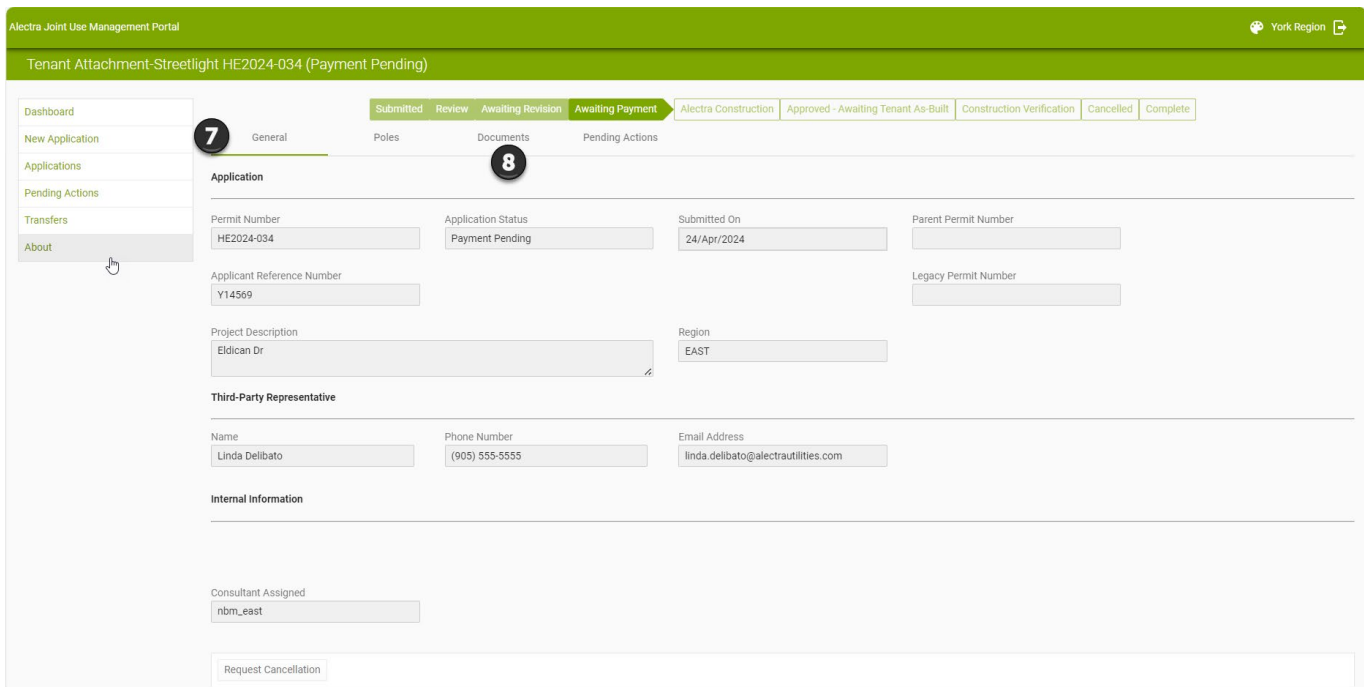 Alectra Joint Use Management Portal
York Region
Tenant Attachment-Streetlight HE2024-034 (Payment Pending)
Dashboard
New Application
Applications
Pending Actions
Transfers
About
Submitted Review Awaiting Revision Awaiting Payment Alectra Construction Approved - Awaiting Tenant As-Built Construction Verification Cancelled Complete
7 General Poles Documents Pending Actions
8
Application
Permit Number Application Status Submitted On Parent Permit Number
HE2024-034 Payment Pending 24/Apr/2024
Applicant Reference Number Legacy Permit Number
Y14569
Project Description Region
Eldican Dr EAST
Third-Party Representative
Name Phone Number Email Address
Linda Delibato (905) 555-5555 linda.delibato@alectrautilities.com
Internal Information
Consultant Assigned
nbm_east
Request Cancellation